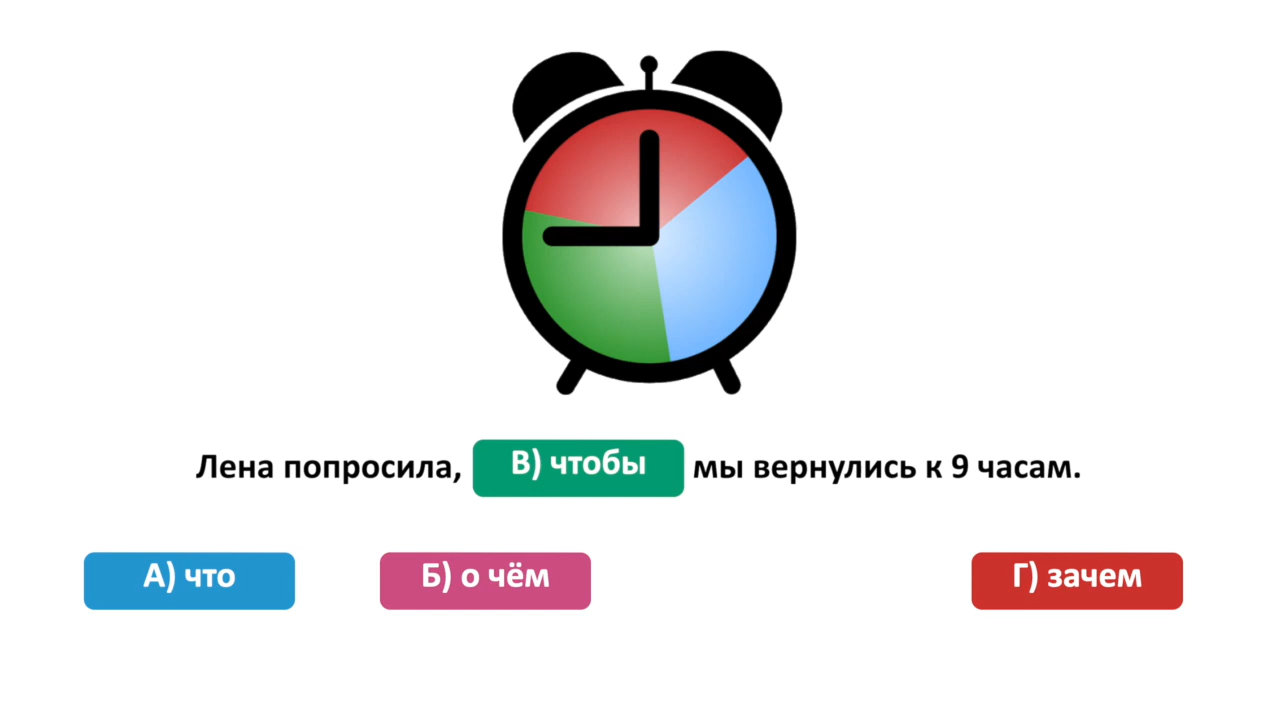 Лена попросила, В) чтобы мы вернулись к 9 часам.
А) что Б) о чём Г) зачем